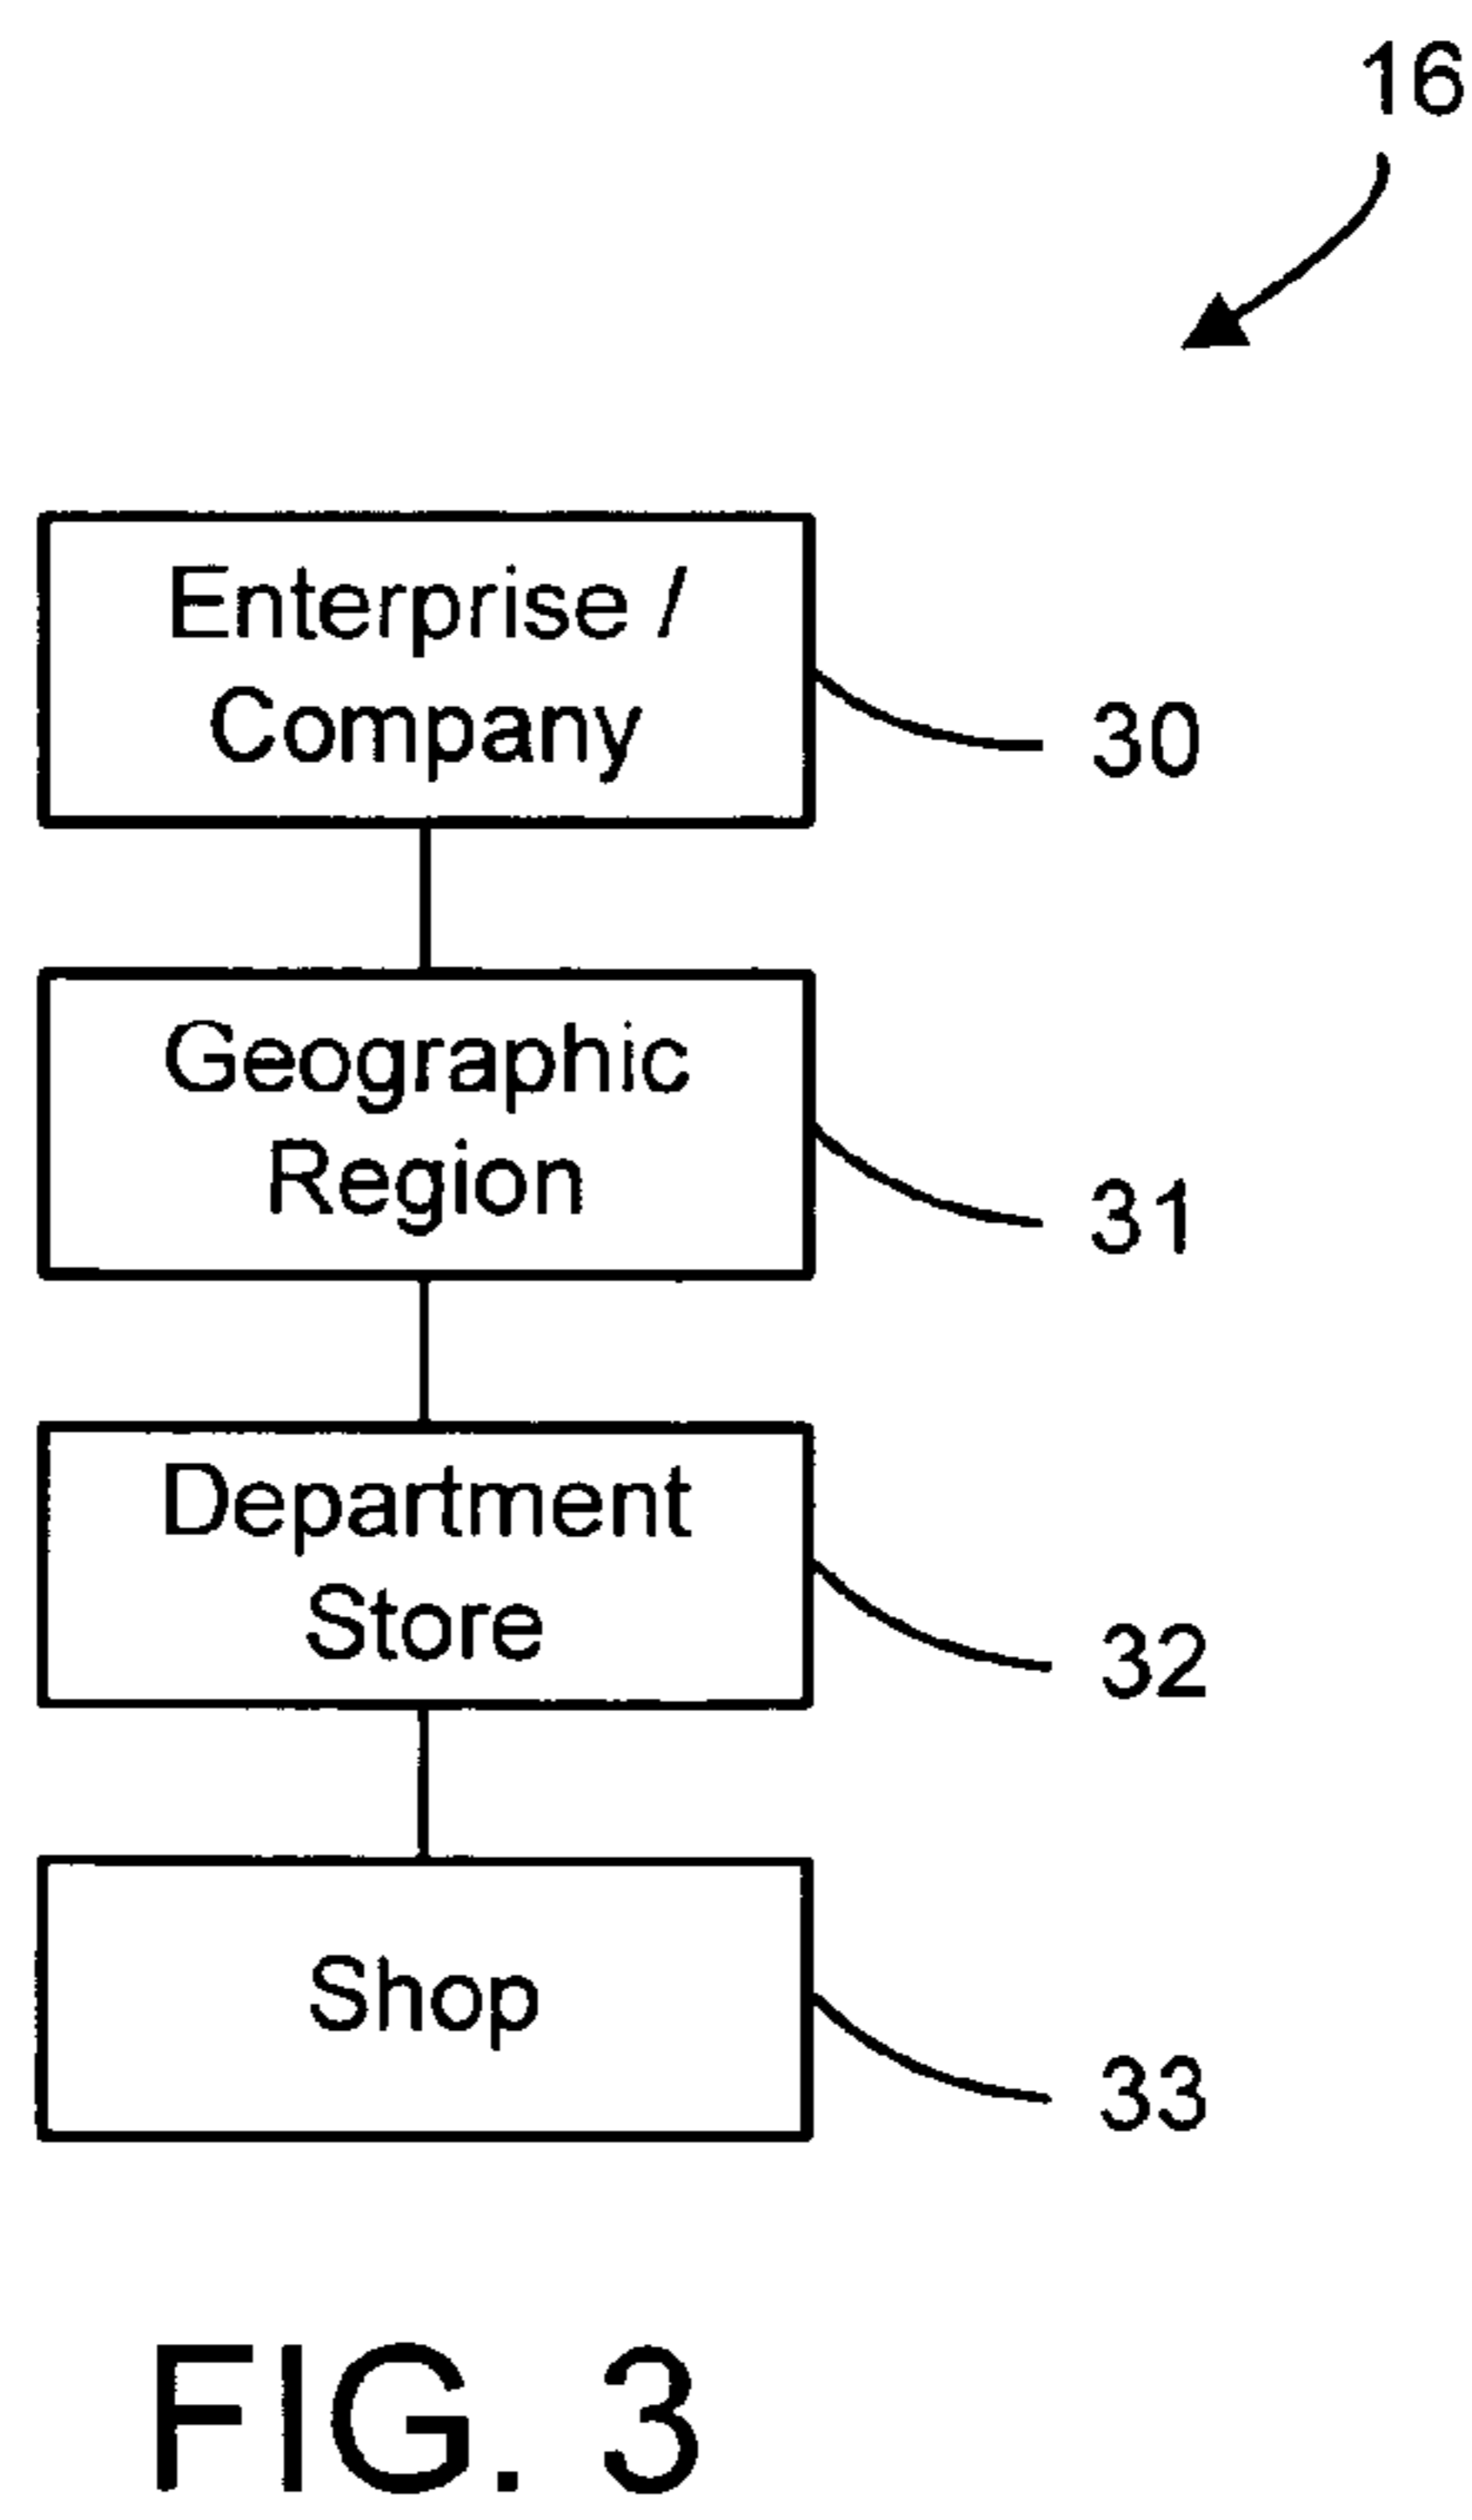 16
Enterprise /
Company
30
Geographic
Region
31
Department
Store
32
Shop
33
FIG. 3